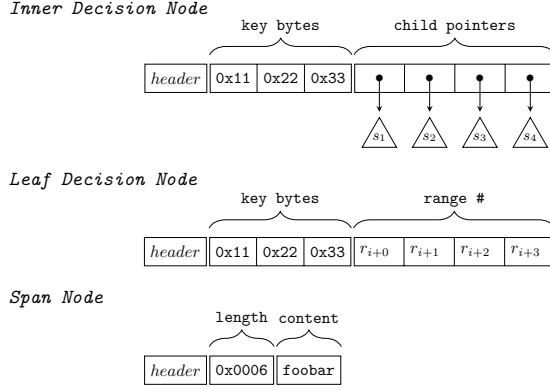 Inner Decision Node
key bytes child pointers
header 0x11 0x22 0x33
s1 s2 s3 s4
Leaf Decision Node
key bytes range #
header 0x11 0x22 0x33 ri+0 ri+1 ri+2 ri+3
Span Node
length content
header 0x0006 foobar